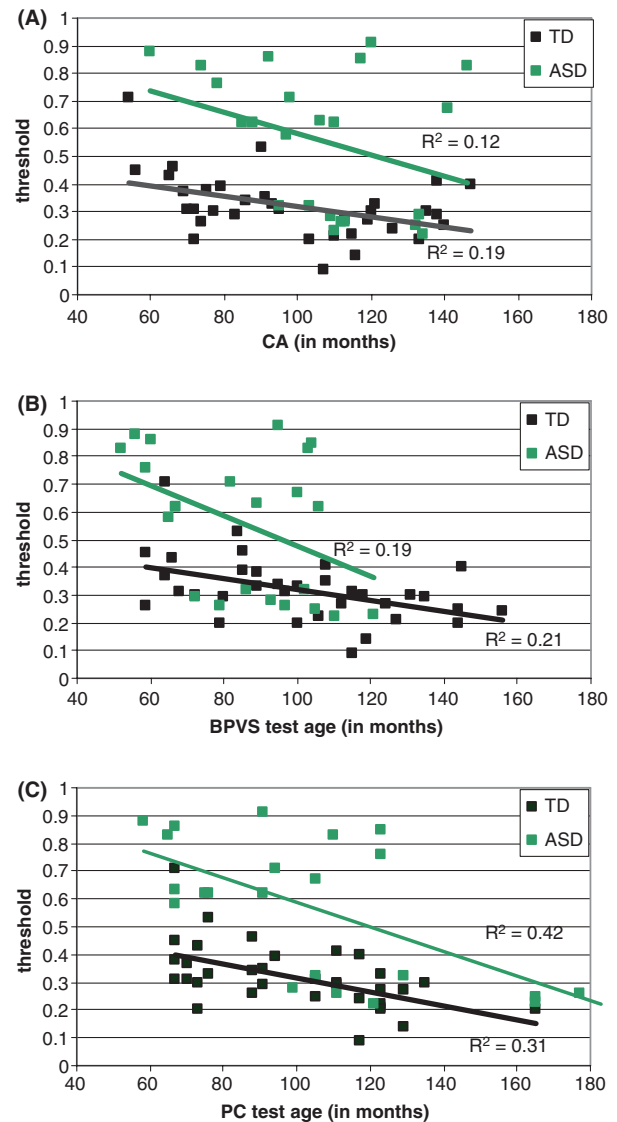 (A)
1
0.9
0.8
0.7
0.6
0.5
0.4
0.3
0.2
0.1
0
threshold
TD
ASD
R² = 0.12
R² = 0.19
40 60 80 100 120 140 160 180
CA (in months)
(B)
1
0.9
0.8
0.7
0.6
0.5
0.4
0.3
0.2
0.1
0
threshold
TD
ASD
R² = 0.19
R² = 0.21
40 60 80 100 120 140 160 180
BPVS test age (in months)
(C)
1
0.9
0.8
0.7
0.6
0.5
0.4
0.3
0.2
0.1
0
threshold
TD
ASD
R² = 0.42
R² = 0.31
40 60 80 100 120 140 160 180
PC test age (in months)